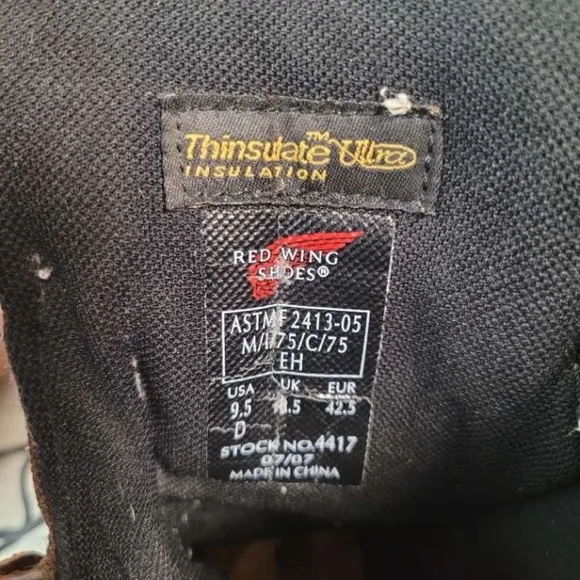 Thinsulate™ Ultra
INSULATION
RED WING
SHOES®
ASTM F2413-05
M/I/75/C/75
EH
USA UK EUR
9.5 8.5 42.5
D
STOCK NO.4417
07/07
MADE IN CHINA